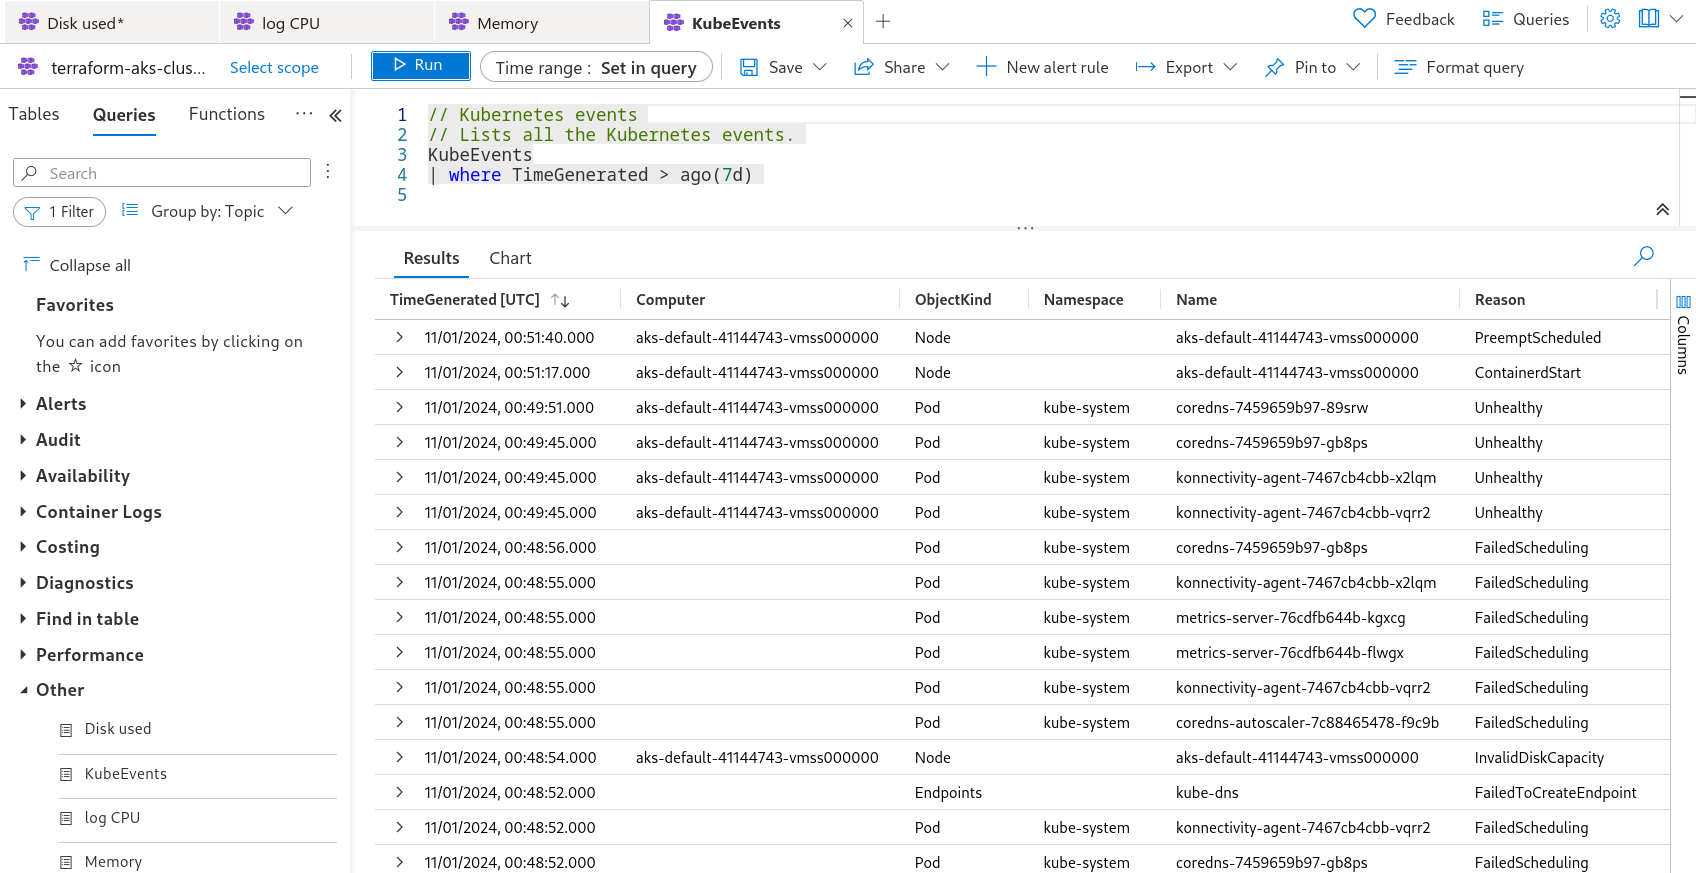 Disk used*
log CPU
Memory
KubeEvents
Feedback
Queries
terraform-aks-clus...
Select scope
Run
Time range : Set in query
Save
Share
New alert rule
Export
Pin to
Format query
Tables
Queries
Functions
Search
1 Filter
Group by: Topic
Collapse all
Favorites
You can add favorites by clicking on
the ☆ icon
Alerts
Audit
Availability
Container Logs
Costing
Diagnostics
Find in table
Performance
Other
Disk used
KubeEvents
log CPU
Memory
1 // Kubernetes events
2 // Lists all the Kubernetes events.
3 KubeEvents
4 | where TimeGenerated > ago(7d)
5
Results
Chart
TimeGenerated [UTC] Computer ObjectKind Namespace Name Reason
11/01/2024, 00:51:40.000 aks-default-41144743-vmss000000 Node aks-default-41144743-vmss000000 PreemptScheduled
11/01/2024, 00:51:17.000 aks-default-41144743-vmss000000 Node aks-default-41144743-vmss000000 ContainerdStart
11/01/2024, 00:49:51.000 aks-default-41144743-vmss000000 Pod kube-system coredns-7459659b97-89srw Unhealthy
11/01/2024, 00:49:45.000 aks-default-41144743-vmss000000 Pod kube-system coredns-7459659b97-gb8ps Unhealthy
11/01/2024, 00:49:45.000 aks-default-41144743-vmss000000 Pod kube-system konnectivity-agent-7467cb4cbb-x2lqm Unhealthy
11/01/2024, 00:49:45.000 aks-default-41144743-vmss000000 Pod kube-system konnectivity-agent-7467cb4cbb-vqrr2 Unhealthy
11/01/2024, 00:48:56.000 Pod kube-system coredns-7459659b97-gb8ps FailedScheduling
11/01/2024, 00:48:55.000 Pod kube-system konnectivity-agent-7467cb4cbb-x2lqm FailedScheduling
11/01/2024, 00:48:55.000 Pod kube-system metrics-server-76cdfb644b-kgxcg FailedScheduling
11/01/2024, 00:48:55.000 Pod kube-system metrics-server-76cdfb644b-flwgx FailedScheduling
11/01/2024, 00:48:55.000 Pod kube-system konnectivity-agent-7467cb4cbb-vqrr2 FailedScheduling
11/01/2024, 00:48:55.000 Pod kube-system coredns-autoscaler-7c88465478-f9c9b FailedScheduling
11/01/2024, 00:48:54.000 aks-default-41144743-vmss000000 Node aks-default-41144743-vmss000000 InvalidDiskCapacity
11/01/2024, 00:48:52.000 Endpoints kube-dns FailedToCreateEndpoint
11/01/2024, 00:48:52.000 Pod kube-system konnectivity-agent-7467cb4cbb-vqrr2 FailedScheduling
11/01/2024, 00:48:52.000 Pod kube-system coredns-7459659b97-gb8ps FailedScheduling
Columns